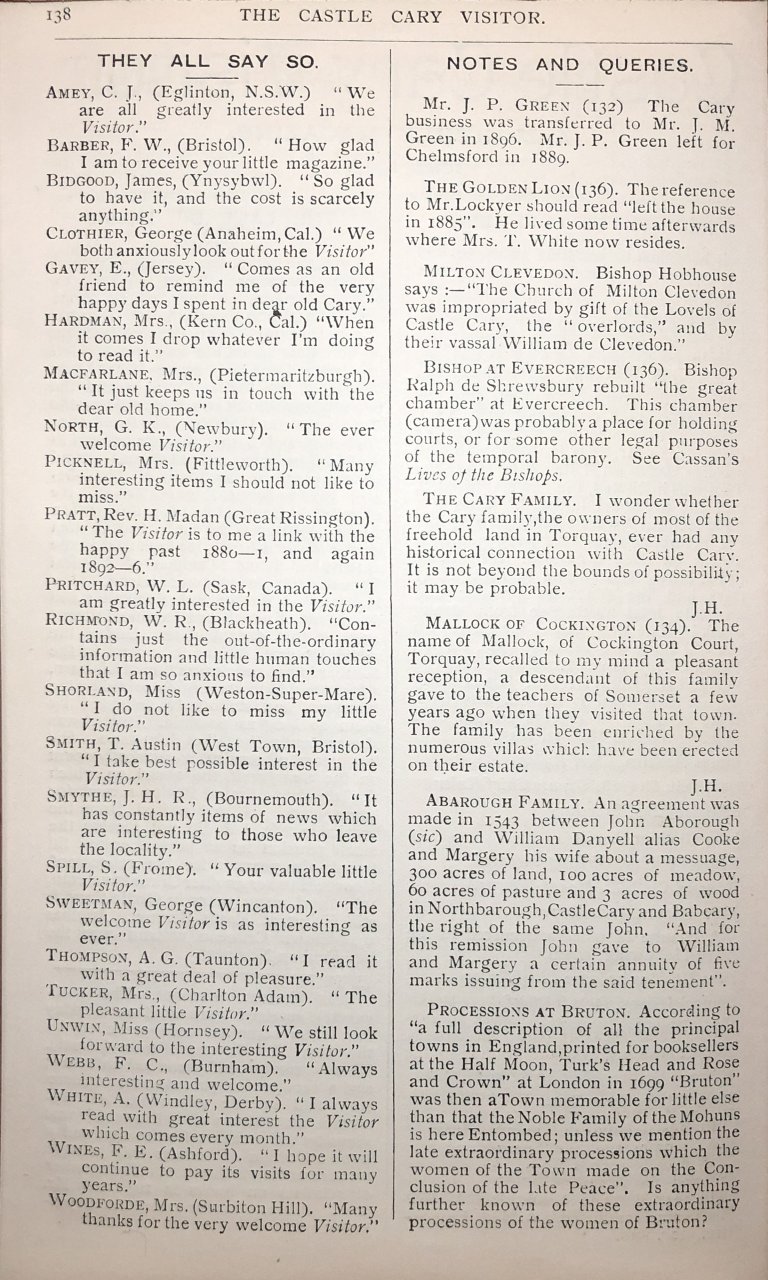 138
THE CASTLE CARY VISITOR.
THEY ALL SAY SO.
AMEY, C. J., (Eglinton, N.S.W.) "We
are all greatly interested in the
Visitor."
BARBER, F. W., (Bristol). "How glad
I am to receive your little magazine."
BIDGOOD, James, (Ynysybwl). "So glad
to have it, and the cost is scarcely
anything."
CLOTHIER, George (Anaheim, Cal.) "We
both anxiously look out for the Visitor"
GAVEY, E., (Jersey). "Comes as an old
friend to remind me of the very
happy days I spent in dear old Cary."
HARDMAN, Mrs., (Kern Co., Cal.) "When
it comes I drop whatever I'm doing
to read it."
MACFARLANE, Mrs., (Pietermaritzburgh).
"It just keeps us in touch with the
dear old home."
NORTH, G. K., (Newbury). "The ever
welcome Visitor."
PICKNELL, Mrs. (Fittleworth). "Many
interesting items I should not like to
miss."
PRATT, Rev. H. Madan (Great Rissington).
"The Visitor is to me a link with the
happy past 1880—1, and again
1892—6."
PRITCHARD, W. L. (Sask, Canada). "I
am greatly interested in the Visitor."
RICHMOND, W. R., (Blackheath). "Con-
tains just the out-of-the-ordinary
information and little human touches
that I am so anxious to find."
SHORLAND, Miss (Weston-Super-Mare).
"I do not like to miss my little
Visitor."
SMITH, T. Austin (West Town, Bristol).
"I take best possible interest in the
Visitor."
SMYTHE, J. H. R., (Bournemouth). "It
has constantly items of news which
are interesting to those who leave
the locality."
SPILL, S. (Frome). "Your valuable little
Visitor."
SWEETMAN, George (Wincanton). "The
welcome Visitor is as interesting as
ever."
THOMPSON, A. G. (Taunton). "I read it
with a great deal of pleasure."
TUCKER, Mrs., (Charlton Adam). "The
pleasant little Visitor."
UNWIN, Miss (Hornsey). "We still look
forward to the interesting Visitor."
WEBB, F. C., (Burnham). "Always
interesting and welcome."
WHITE, A. (Windley, Derby). "I always
read with great interest the Visitor
which comes every month."
WINES, F. E. (Ashford). "I hope it will
continue to pay its visits for many
years."
WOODFORDE, Mrs. (Surbiton Hill). "Many
thanks for the very welcome Visitor."
NOTES AND QUERIES.
Mr. J. P. GREEN (132) The Cary
business was transferred to Mr. J. M.
Green in 1896. Mr. J. P. Green left for
Chelmsford in 1889.
THE GOLDEN LION (136). The reference
to Mr. Lockyer should read "left the house
in 1885". He lived some time afterwards
where Mrs. T. White now resides.
MILTON CLEVEDON. Bishop Hobhouse
says :—"The Church of Milton Clevedon
was impropriated by gift of the Lovels of
Castle Cary, the "overlords," and by
their vassal William de Clevedon."
BISHOP AT EVERCREECH (136). Bishop
Ralph de Shrewsbury rebuilt "the great
chamber" at Evercreech. This chamber
(camera) was probably a place for holding
courts, or for some other legal purposes
of the temporal barony. See Cassan's
Lives of the Bishops.
THE CARY FAMILY. I wonder whether
the Cary family, the owners of most of the
freehold land in Torquay, ever had any
historical connection with Castle Cary.
It is not beyond the bounds of possibility;
it may be probable.
J.H.
MALLOCK OF COCKINGTON (134). The
name of Mallock, of Cockington Court,
Torquay, recalled to my mind a pleasant
reception, a descendant of this family
gave to the teachers of Somerset a few
years ago when they visited that town.
The family has been enriched by the
numerous villas which have been erected
on their estate.
J.H.
ABAROUGH FAMILY. An agreement was
made in 1543 between John Aborough
(sic) and William Danyell alias Cooke
and Margery his wife about a messuage,
300 acres of land, 100 acres of meadow,
60 acres of pasture and 3 acres of wood
in Northbarough, Castle Cary and Babcary,
the right of the same John. "And for
this remission John gave to William
and Margery a certain annuity of five
marks issuing from the said tenement".
PROCESSIONS AT BRUTON. According to
"a full description of all the principal
towns in England, printed for booksellers
at the Half Moon, Turk's Head and Rose
and Crown" at London in 1699 "Bruton"
was then a Town memorable for little else
than that the Noble Family of the Mohuns
is here Entombed; unless we mention the
late extraordinary processions which the
women of the Town made on the Con-
clusion of the late Peace". Is anything
further known of these extraordinary
processions of the women of Bruton?